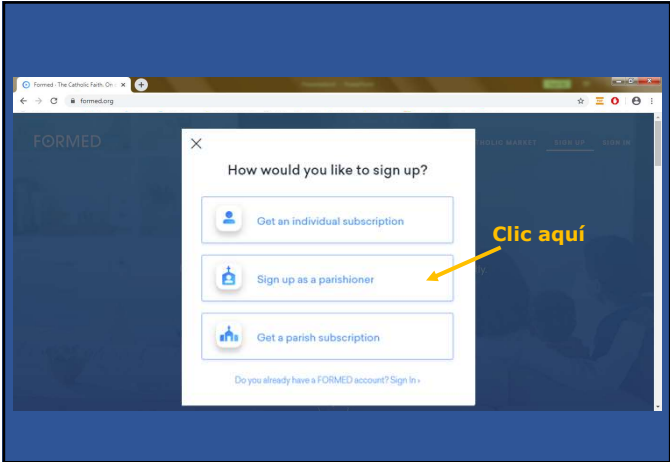 Formed - The Catholic Faith. On
formed.org
FORMED
SIGN UP
SIGN IN
How would you like to sign up?
Get an individual subscription
Clic aquí
Sign up as a parishioner
Get a parish subscription
Do you already have a FORMED account? Sign In ›